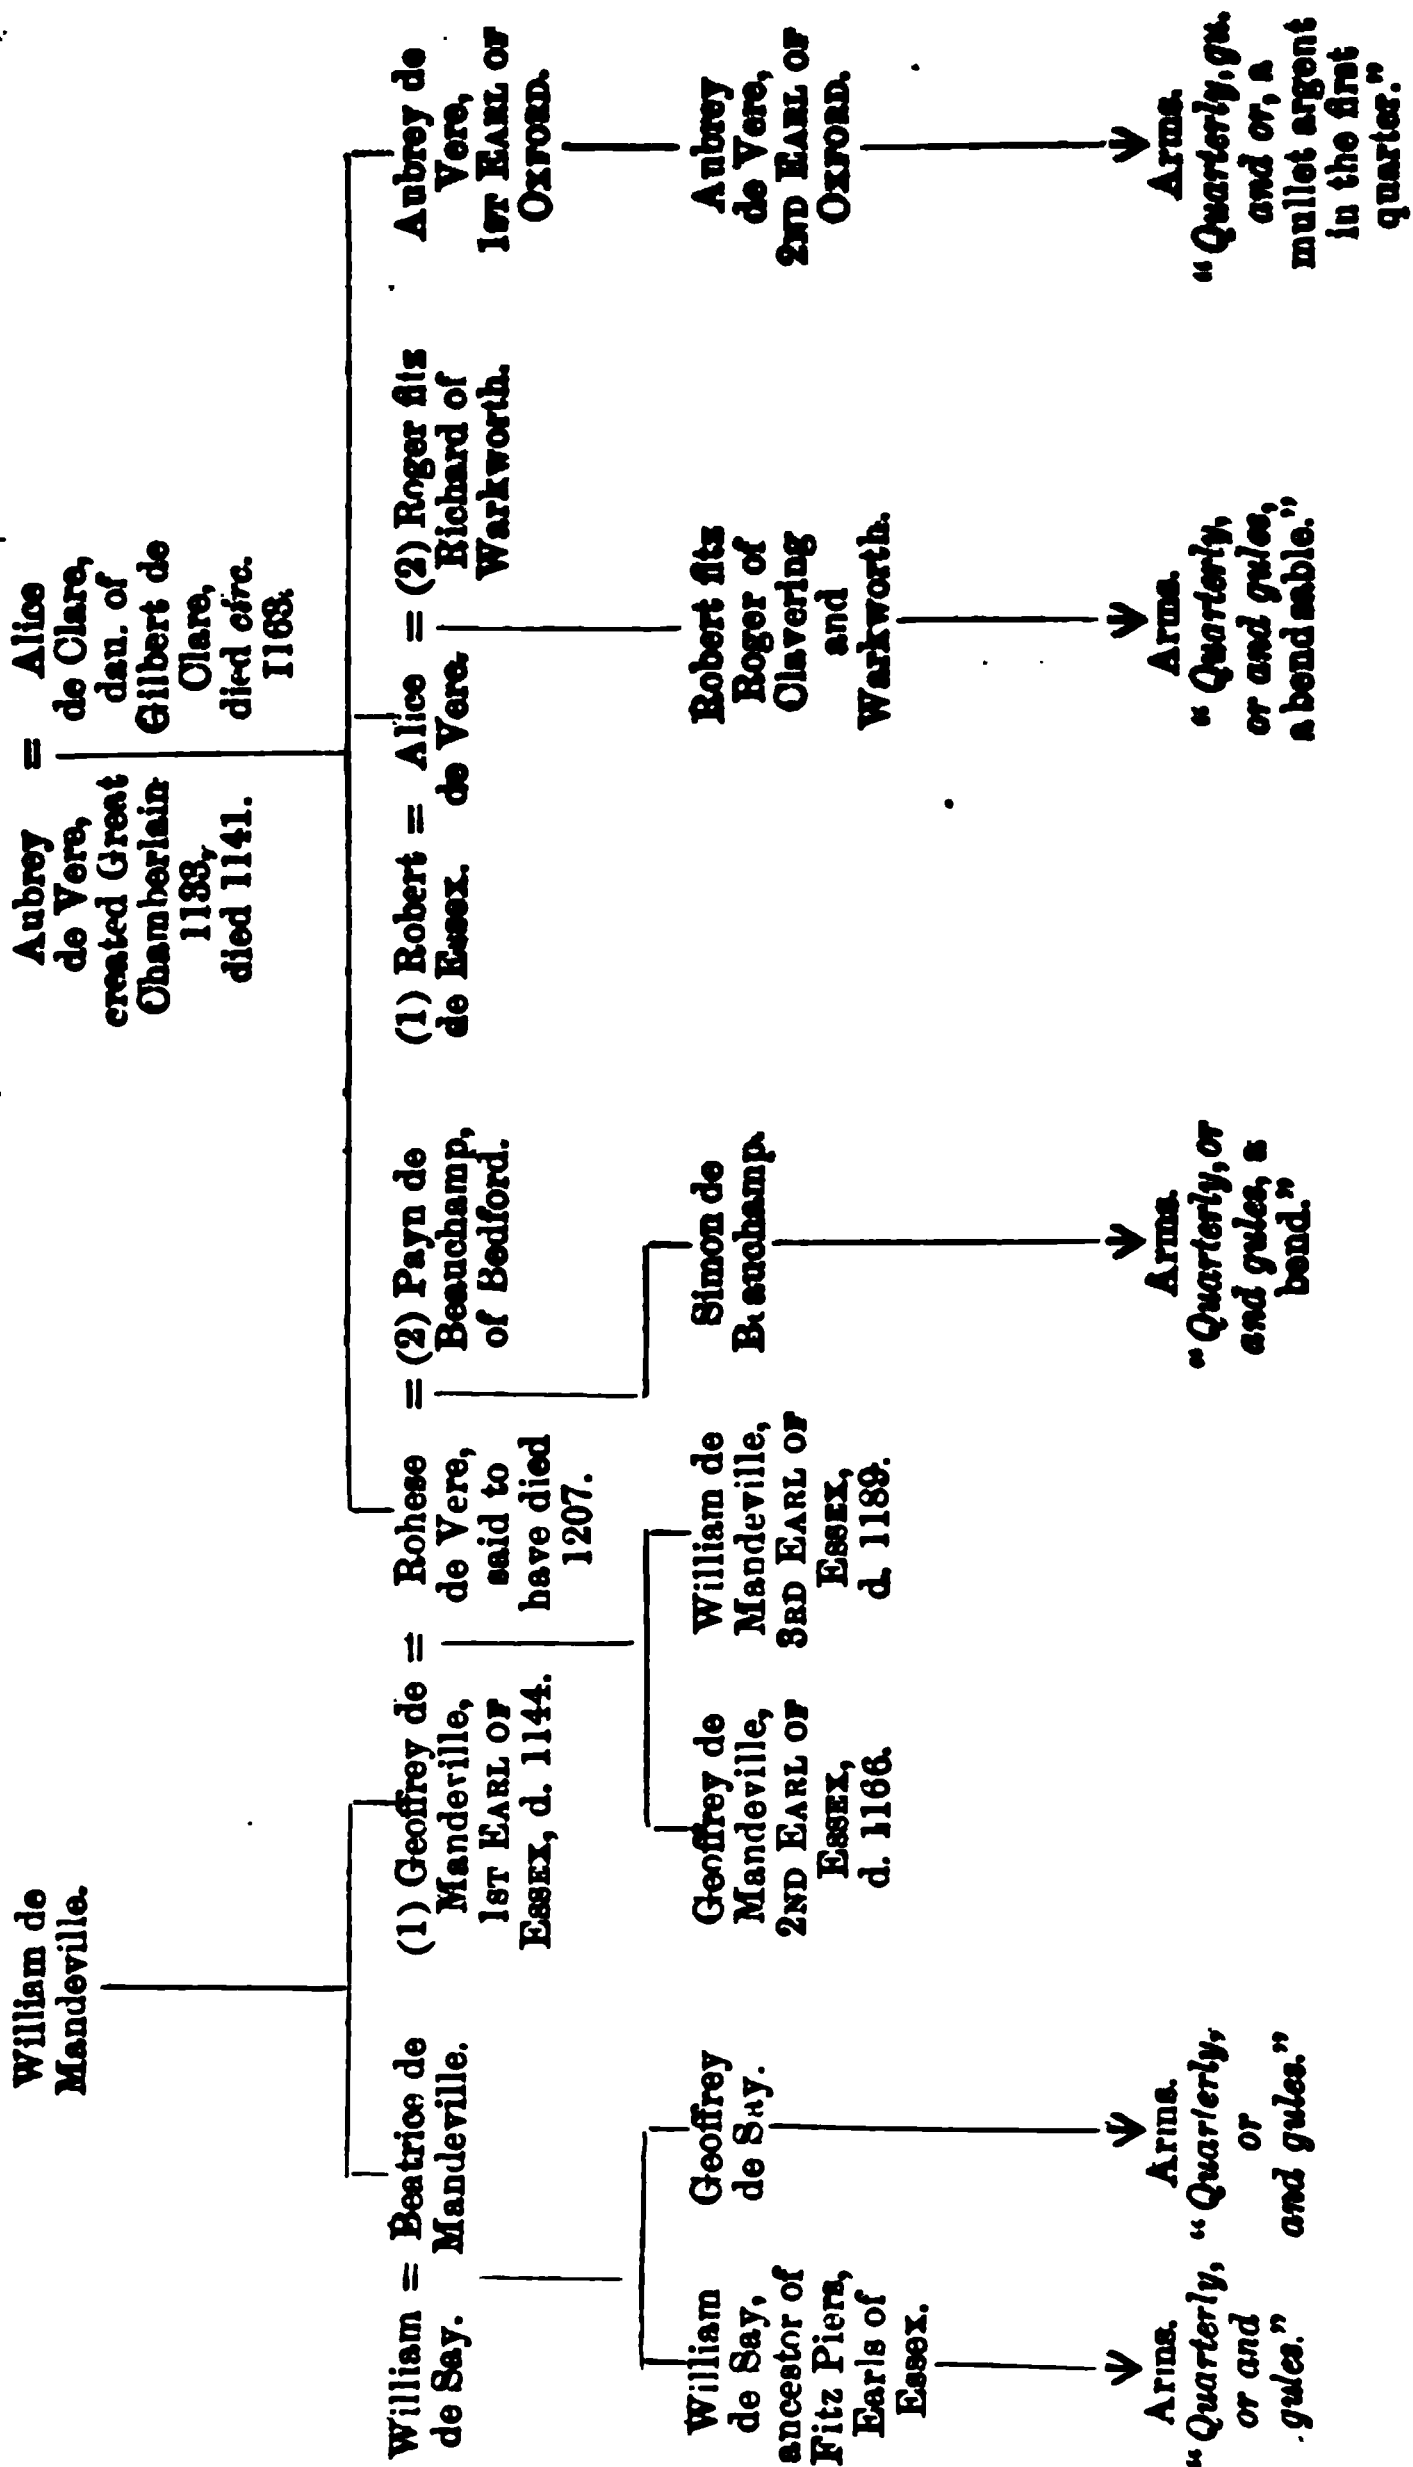 William de
Mandeville.
Aubrey
de Vere,
created Great
Chamberlain
1133,
died 1141.
=
Alice
de Clare,
dau. of
Gilbert de
Clare,
died circ.
1163.
William
de Say.
=
Beatrice de
Mandeville.
(1) Geoffrey de
Mandeville,
1ST EARL OF
ESSEX, d. 1144.
=
Rohese
de Vere,
said to
have died
1207.
=
(2) Payn de
Beauchamp,
of Bedford.
(1) Robert
de Essex.
=
Alice
de Vere.
=
(2) Roger fitz
Richard of
Warkworth.
Aubrey de
Vere,
1ST EARL OF
OXFORD.
William
de Say,
ancestor of
Fitz Piers,
Earls of
Essex.
Geoffrey
de Say.
Geoffrey de
Mandeville,
2ND EARL OF
ESSEX,
d. 1166.
William de
Mandeville,
3RD EARL OF
ESSEX,
d. 1189.
Simon de
Beauchamp.
Robert fitz
Roger of
Clavering
and
Warkworth.
Aubrey
de Vere,
2ND EARL OF
OXFORD.
Arms.
"Quarterly,
or and
gules."
Arms.
"Quarterly,
or
and gules."
Arms.
"Quarterly, or
and gules, a
bend."
Arms.
"Quarterly,
or and gules,
a bend sable."
Arms.
"Quarterly, gu.
and or, a
mullet argent
in the first
quarter."